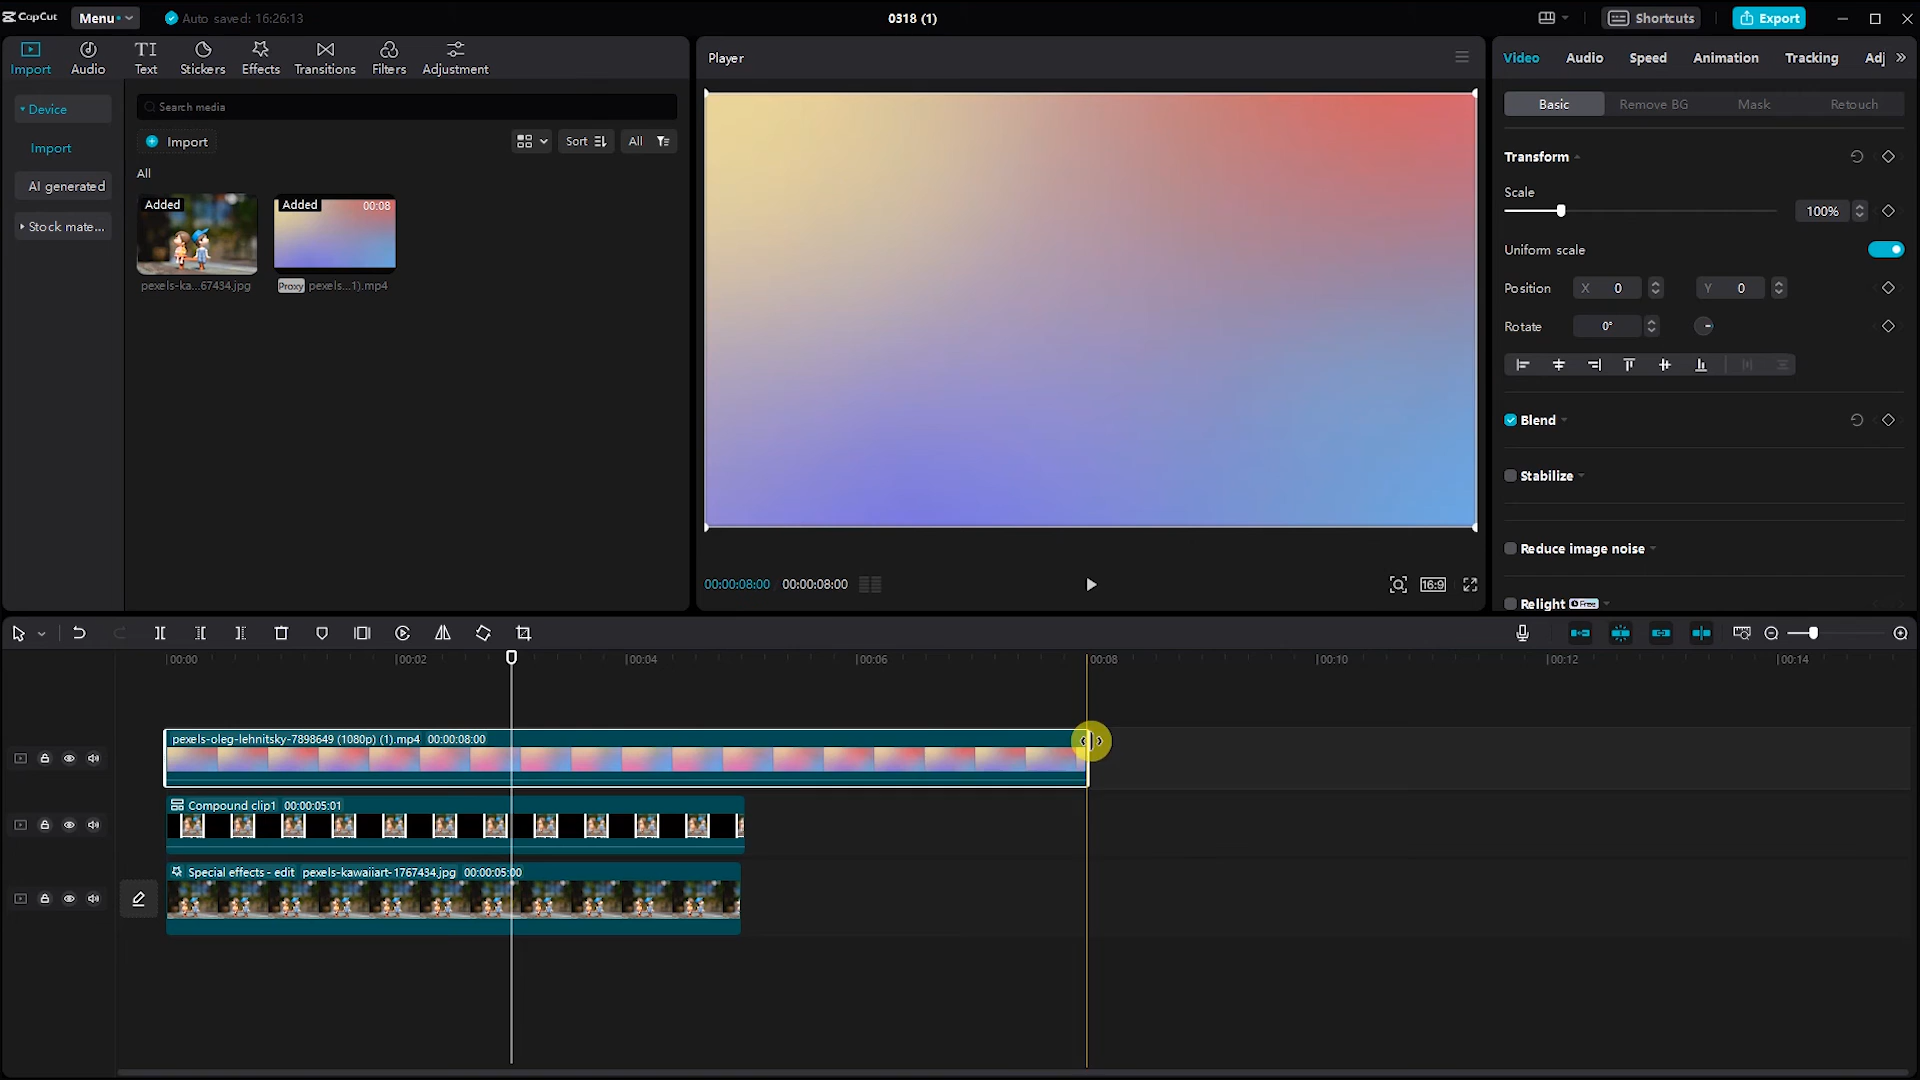 CapCut
Menu
Auto saved: 16:26:13
0318 (1)
Shortcuts
Export
Import
Audio
Text
Stickers
Effects
Transitions
Filters
Adjustment
Device
Import
AI generated
Stock mate...
Search media
Import
Sort
All
All
Added
Added
00:08
pexels-ka...67434.jpg
Proxy pexels...1).mp4
Player
00:00:08:00
00:00:08:00
16:9
Video
Audio
Speed
Animation
Tracking
Adj
Basic
Remove BG
Mask
Retouch
Transform
Scale
100%
Uniform scale
Position
X 0
Y 0
Rotate
0°
Blend
Stabilize
Reduce image noise
Relight Free
00:00
00:02
00:04
00:06
00:08
00:10
00:12
00:14
pexels-oleg-lehnitsky-7898649 (1080p) (1).mp4 00:00:08:00
Compound clip1 00:00:05:01
Special effects - edit pexels-kawaiiart-1767434.jpg 00:00:05:00